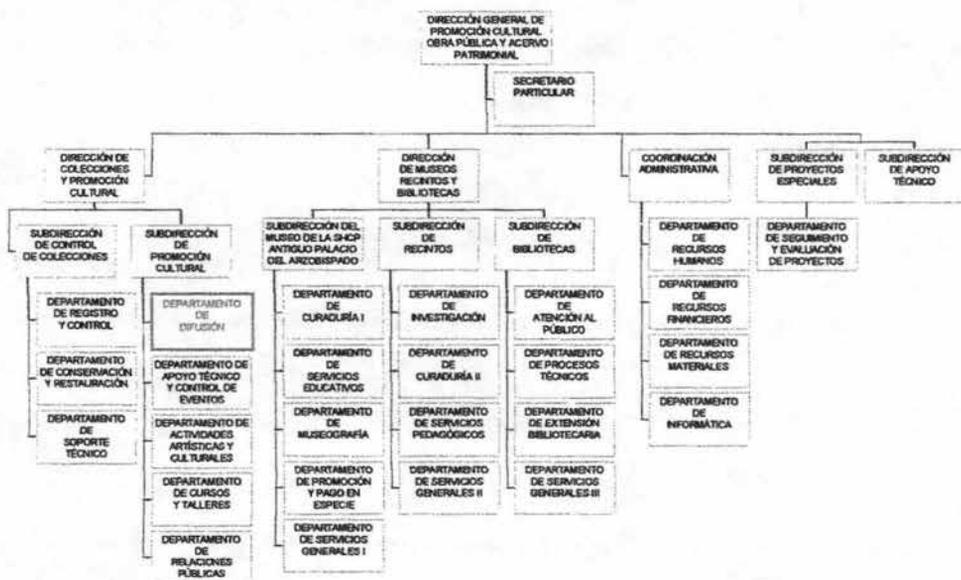 DIRECCIÓN GENERAL DE
PROMOCIÓN CULTURAL
OBRA PÚBLICA Y ACERVO
PATRIMONIAL
SECRETARIO
PARTICULAR
DIRECCIÓN DE
COLECCIONES
Y PROMOCIÓN
CULTURAL
DIRECCIÓN
DE MUSEOS
RECINTOS Y
BIBLIOTECAS
COORDINACIÓN
ADMINISTRATIVA
SUBDIRECCIÓN
DE PROYECTOS
ESPECIALES
SUBDIRECCIÓN
DE APOYO
TÉCNICO
SUBDIRECCIÓN
DE CONTROL
DE COLECCIONES
SUBDIRECCIÓN
DE
PROMOCIÓN
CULTURAL
SUBDIRECCIÓN DEL
MUSEO DE LA SHCP
ANTIGUO PALACIO
DEL ARZOBISPADO
SUBDIRECCIÓN
DE
RECINTOS
SUBDIRECCIÓN
DE
BIBLIOTECAS
DEPARTAMENTO
DE
RECURSOS
HUMANOS
DEPARTAMENTO
DE SEGUIMIENTO
Y EVALUACIÓN
DE PROYECTOS
DEPARTAMENTO
DE REGISTRO
Y CONTROL
DEPARTAMENTO
DE
DIFUSIÓN
DEPARTAMENTO
DE
CURADURÍA I
DEPARTAMENTO
DE
INVESTIGACIÓN
DEPARTAMENTO
DE
ATENCIÓN AL
PÚBLICO
DEPARTAMENTO
DE
RECURSOS
FINANCIEROS
DEPARTAMENTO
DE CONSERVACIÓN
Y RESTAURACIÓN
DEPARTAMENTO DE
APOYO TÉCNICO
Y CONTROL DE
EVENTOS
DEPARTAMENTO
DE
SERVICIOS
EDUCATIVOS
DEPARTAMENTO
DE
CURADURÍA II
DEPARTAMENTO
DE PROCESOS
TÉCNICOS
DEPARTAMENTO
DE RECURSOS
MATERIALES
DEPARTAMENTO
DE
SOPORTE
TÉCNICO
DEPARTAMENTO DE
ACTIVIDADES
ARTÍSTICAS Y
CULTURALES
DEPARTAMENTO
DE
MUSEOGRAFÍA
DEPARTAMENTO
DE SERVICIOS
PEDAGÓGICOS
DEPARTAMENTO
DE EXTENSIÓN
BIBLIOTECARIA
DEPARTAMENTO
DE
INFORMÁTICA
DEPARTAMENTO
DE CURSOS
Y TALLERES
DEPARTAMENTO
DE PROMOCIÓN
Y PAGO EN
ESPECIE
DEPARTAMENTO
DE SERVICIOS
GENERALES II
DEPARTAMENTO
DE SERVICIOS
GENERALES III
DEPARTAMENTO
DE
RELACIONES
PÚBLICAS
DEPARTAMENTO
DE SERVICIOS
GENERALES I